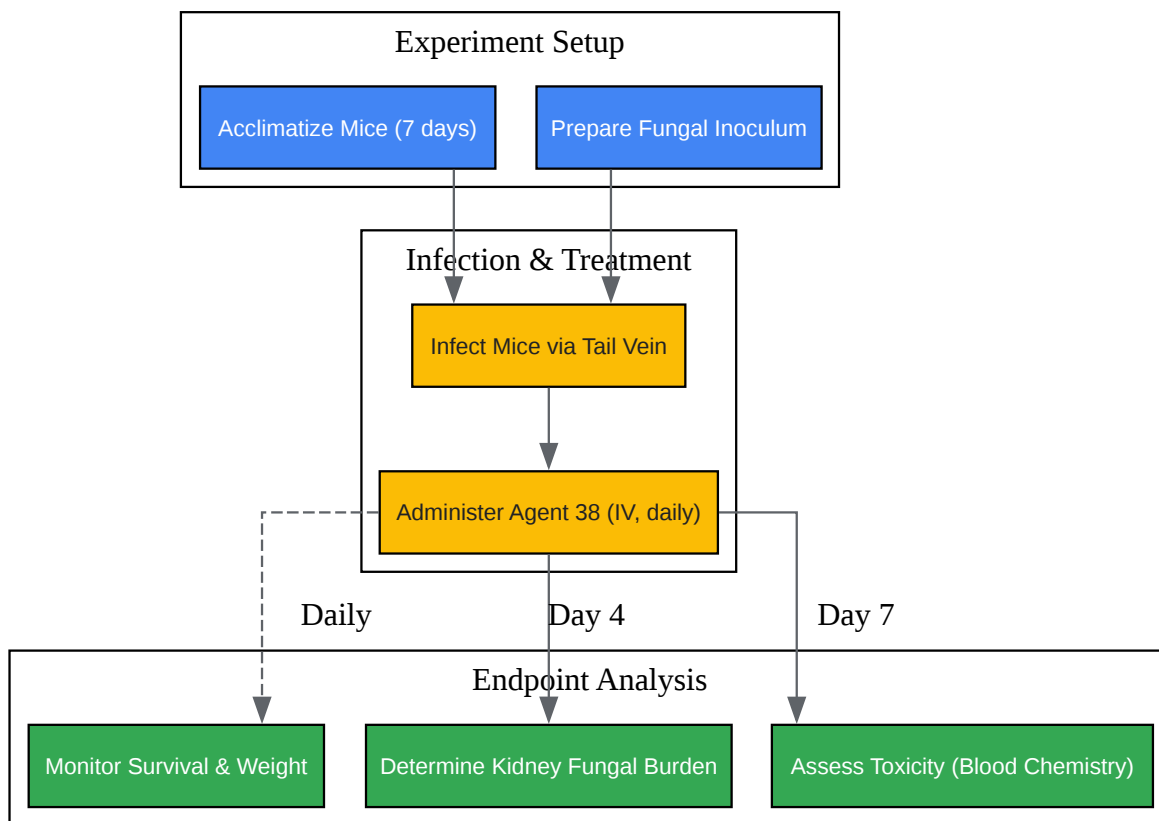 Experiment Setup
Acclimatize Mice (7 days)
Prepare Fungal Inoculum
Infection & Treatment
Infect Mice via Tail Vein
Administer Agent 38 (IV, daily)
Daily
Day 4
Day 7
Endpoint Analysis
Monitor Survival & Weight
Determine Kidney Fungal Burden
Assess Toxicity (Blood Chemistry)